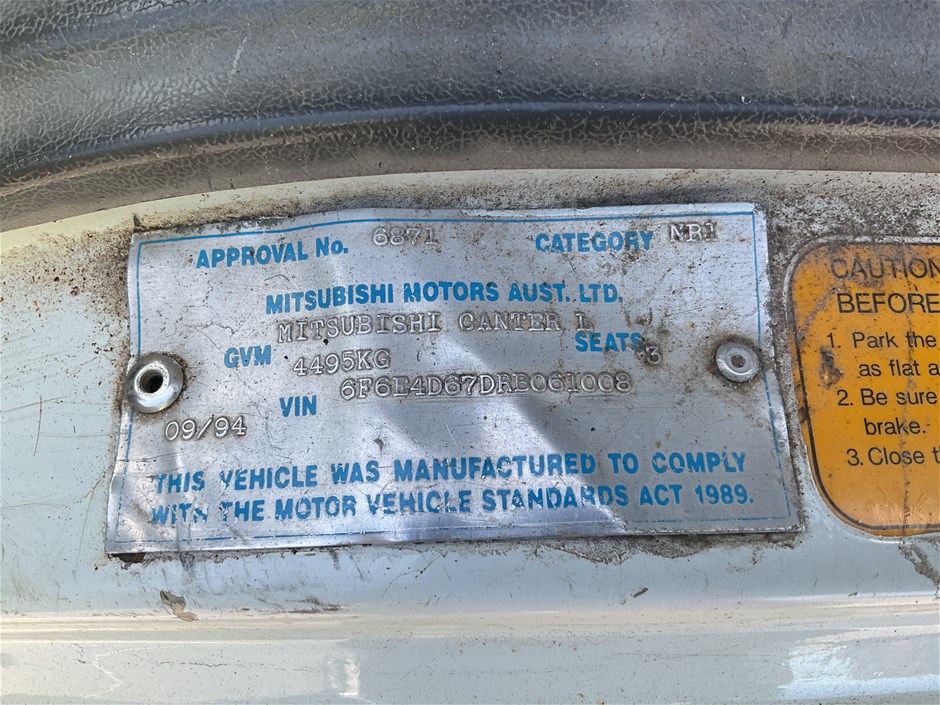 APPROVAL No. 6871 CATEGORY NR1
MITSUBISHI MOTORS AUST. LTD.
MITSUBISHI CANTER L
GVM 4495KG SEATS 3
VIN 6F6E4D67DRB061008
09/94
THIS VEHICLE WAS MANUFACTURED TO COMPLY
WITH THE MOTOR VEHICLE STANDARDS ACT 1989.
CAUTION
BEFORE
1. Park the
as flat a
2. Be sure
brake.
3. Close t